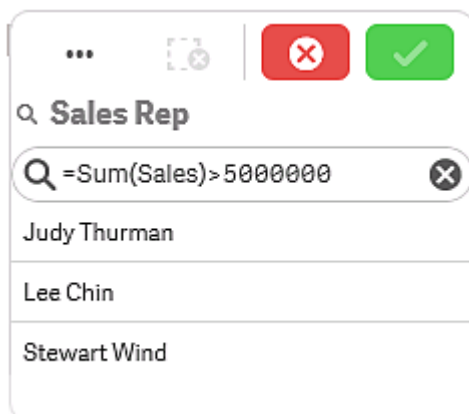 Sales Rep
=Sum(Sales)>5000000
Judy Thurman
Lee Chin
Stewart Wind